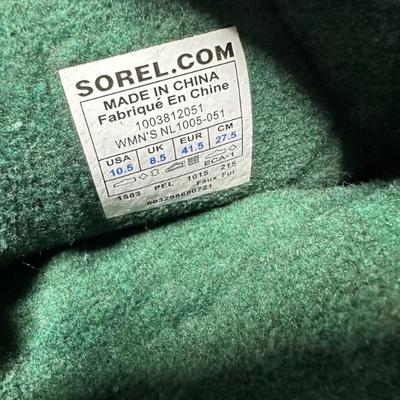 SOREL.COM
MADE IN CHINA
Fabriqué En Chine
1003812051
WMN'S NL1005-051
USA UK EUR CM
10.5 8.5 41.5 27.5
ECA-1
1583 PEL 1015 215
Faux Fur